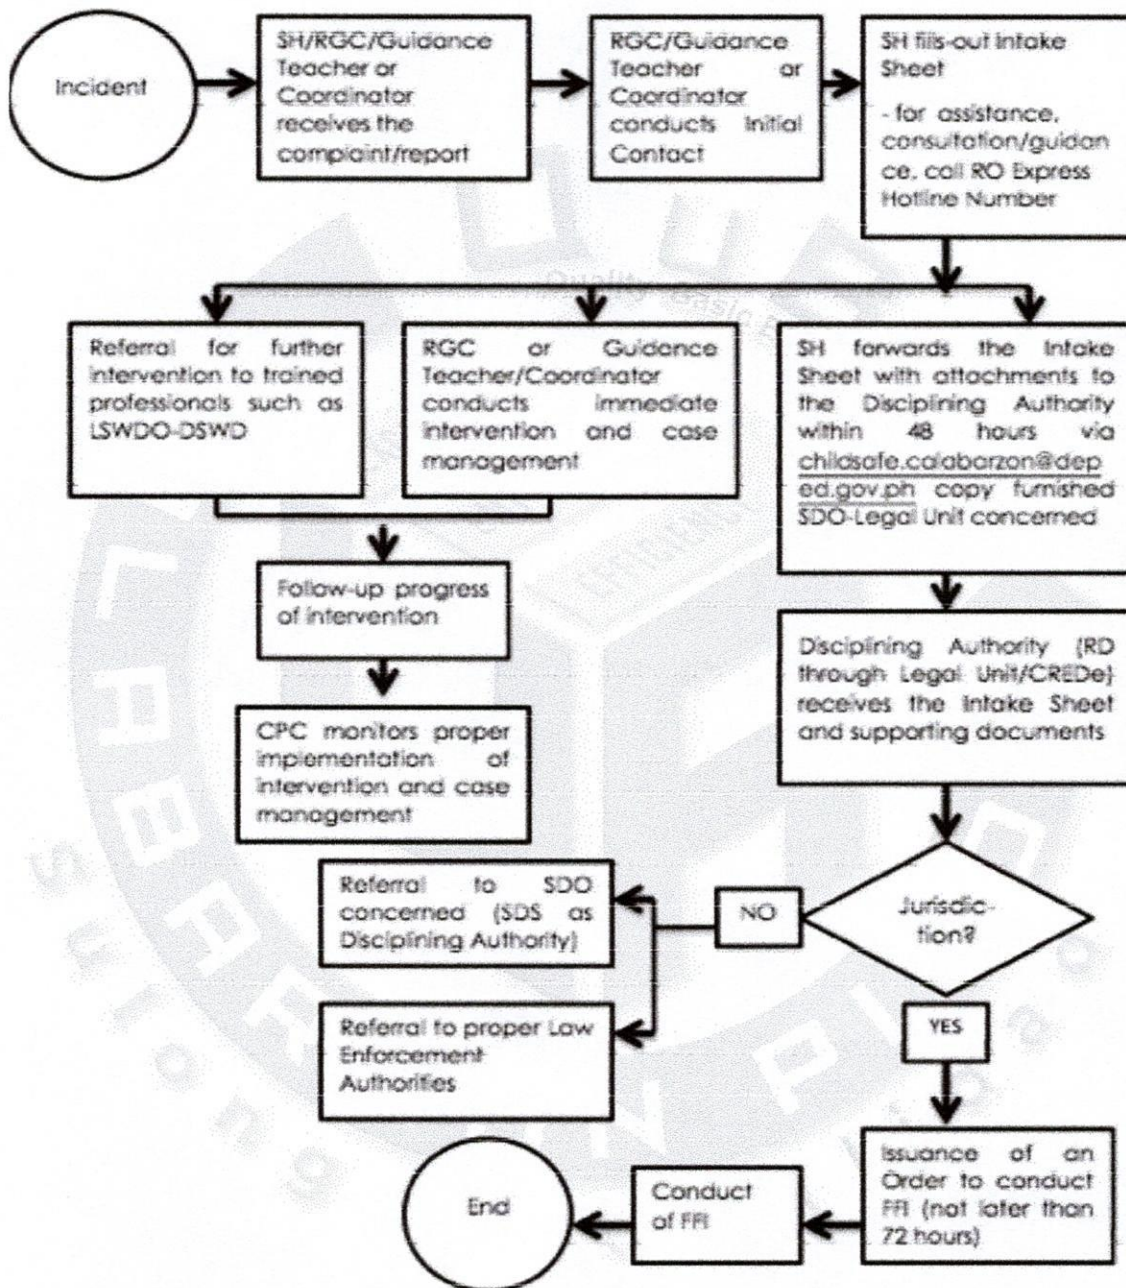 Incident
SH/RGC/Guidance
Teacher or
Coordinator
receives the
complaint/report
RGC/Guidance
Teacher or
Coordinator
conducts Initial
Contact
SH fills-out Intake
Sheet
- for assistance,
consultation/guidan
ce, call RO Express
Hotline Number
Referral for further
intervention to trained
professionals such as
LSWDO-DSWD
RGC or Guidance
Teacher/Coordinator
conducts immediate
intervention and case
management
SH forwards the Intake
Sheet with attachments to
the Disciplining Authority
within 48 hours via
childsafe.calabarzon@dep
ed.gov.ph copy furnished
SDO-Legal Unit concerned
Follow-up progress
of intervention
CPC monitors proper
implementation of
intervention and case
management
Disciplining Authority (RD
through Legal Unit/CREDe)
receives the Intake Sheet
and supporting documents
Jurisdic-
tion?
NO
Referral to SDO
concerned (SDS as
Disciplining Authority)
Referral to proper Law
Enforcement
Authorities
YES
Issuance of an
Order to conduct
FFI (not later than
72 hours)
Conduct
of FFI
End
Quality Basic